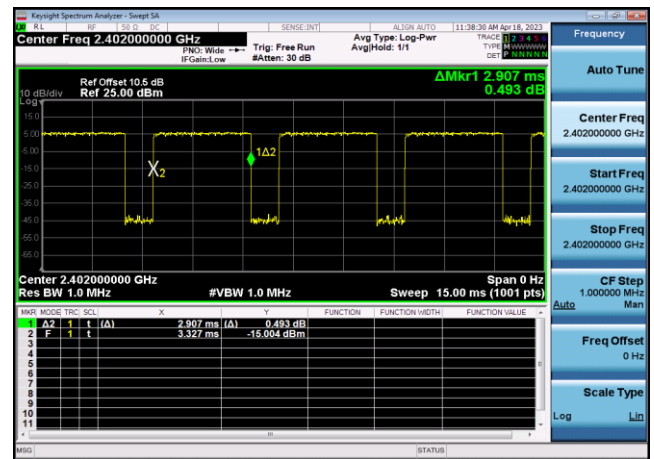 Keysight Spectrum Analyzer - Swept SA
RL RF 50 Ω DC SENSE:INT ALIGN AUTO 11:38:30 AM Apr 18, 2023
Center Freq 2.402000000 GHz
PNO: Wide
IFGain:Low
Trig: Free Run
#Atten: 30 dB
Avg Type: Log-Pwr
Avg|Hold: 1/1
TRACE 1 2 3 4 5 6
TYPE M W W W W W
DET P N N N N N
Ref Offset 10.5 dB
Ref 25.00 dBm
10 dB/div
Log
ΔMkr1 2.907 ms
0.493 dB
15.0
5.00
-5.00
-15.0
-25.0
-35.0
-45.0
-55.0
-65.0
X2
1Δ2
Center 2.402000000 GHz Span 0 Hz
Res BW 1.0 MHz #VBW 1.0 MHz Sweep 15.00 ms (1001 pts)
MKR MODE TRC SCL X Y FUNCTION FUNCTION WIDTH FUNCTION VALUE
1 Δ2 1 t (Δ) 2.907 ms (Δ) 0.493 dB
2 F 1 t 3.327 ms -15.004 dBm
3
4
5
6
7
8
9
10
11
MSG STATUS
Frequency
Auto Tune
Center Freq
2.402000000 GHz
Start Freq
2.402000000 GHz
Stop Freq
2.402000000 GHz
CF Step
1.000000 MHz
Auto Man
Freq Offset
0 Hz
Scale Type
Log Lin